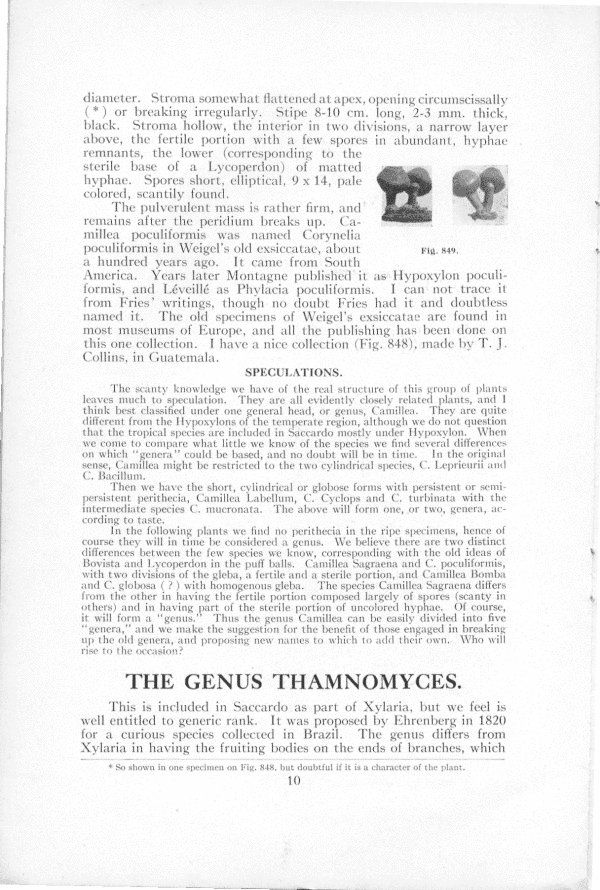 diameter. Stroma somewhat flattened at apex, opening circumscissally
(*) or breaking irregularly. Stipe 8-10 cm. long, 2-3 mm. thick,
black. Stroma hollow, the interior in two divisions, a narrow layer
above, the fertile portion with a few spores in abundant, hyphae
remnants, the lower (corresponding to the
sterile base of a Lycoperdon) of matted
hyphae. Spores short, elliptical, 9 x 14, pale
colored, scantily found.
The pulverulent mass is rather firm, and
remains after the peridium breaks up. Ca-
millea poculiformis was named Corynelia
poculiformis in Weigel's old exsiccatae, about
a hundred years ago. It came from South
Fig. 849.
America. Years later Montagne published it as Hypoxylon poculi-
formis, and Léveillé as Phylacia poculiformis. I can not trace it
from Fries' writings, though no doubt Fries had it and doubtless
named it. The old specimens of Weigel's exsiccatae are found in
most museums of Europe, and all the publishing has been done on
this one collection. I have a nice collection (Fig. 848), made by T. J.
Collins, in Guatemala.
SPECULATIONS.
The scanty knowledge we have of the real structure of this group of plants
leaves much to speculation. They are all evidently closely related plants, and I
think best classified under one general head, or genus, Camillea. They are quite
different from the Hypoxylons of the temperate region, although we do not question
that the tropical species are included in Saccardo mostly under Hypoxylon. When
we come to compare what little we know of the species we find several differences
on which "genera" could be based, and no doubt will be in time. In the original
sense, Camillea might be restricted to the two cylindrical species, C. Leprieurii and
C. Bacillum.
Then we have the short, cylindrical or globose forms with persistent or semi-
persistent perithecia, Camillea Labellum, C. Cyclops and C. turbinata with the
intermediate species C. mucronata. The above will form one, or two, genera, ac-
cording to taste.
In the following plants we find no perithecia in the ripe specimens, hence of
course they will in time be considered a genus. We believe there are two distinct
differences between the few species we know, corresponding with the old ideas of
Bovista and Lycoperdon in the puff balls. Camillea Sagraena and C. poculiformis,
with two divisions of the gleba, a fertile and a sterile portion, and Camillea Bomba
and C. globosa ( ? ) with homogenous gleba. The species Camillea Sagraena differs
from the other in having the fertile portion composed largely of spores (scanty in
others) and in having part of the sterile portion of uncolored hyphae. Of course,
it will form a "genus." Thus the genus Camillea can be easily divided into five
"genera," and we make the suggestion for the benefit of those engaged in breaking
up the old genera, and proposing new names to which to add their own. Who will
rise to the occasion?
THE GENUS THAMNOMYCES.
This is included in Saccardo as part of Xylaria, but we feel is
well entitled to generic rank. It was proposed by Ehrenberg in 1820
for a curious species collected in Brazil. The genus differs from
Xylaria in having the fruiting bodies on the ends of branches, which
* So shown in one specimen on Fig. 848, but doubtful if it is a character of the plant.
10